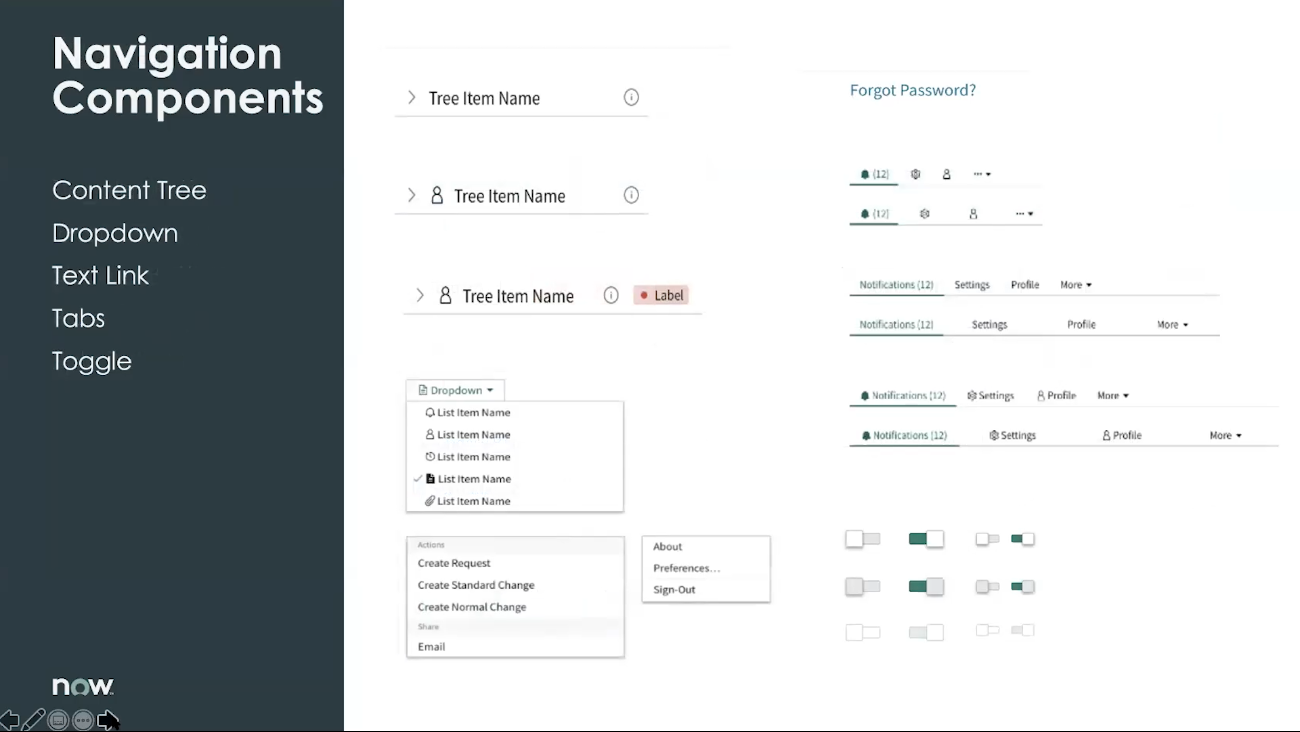 Navigation
Components
Content Tree
Dropdown
Text Link
Tabs
Toggle
now.
Tree Item Name
Tree Item Name
Tree Item Name
Label
Dropdown
List Item Name
List Item Name
List Item Name
List Item Name
List Item Name
Actions
Create Request
Create Standard Change
Create Normal Change
Share
Email
About
Preferences...
Sign-Out
Forgot Password?
(12)
(12)
Notifications (12) Settings Profile More
Notifications (12) Settings Profile More
Notifications (12) Settings Profile More
Notifications (12) Settings Profile More